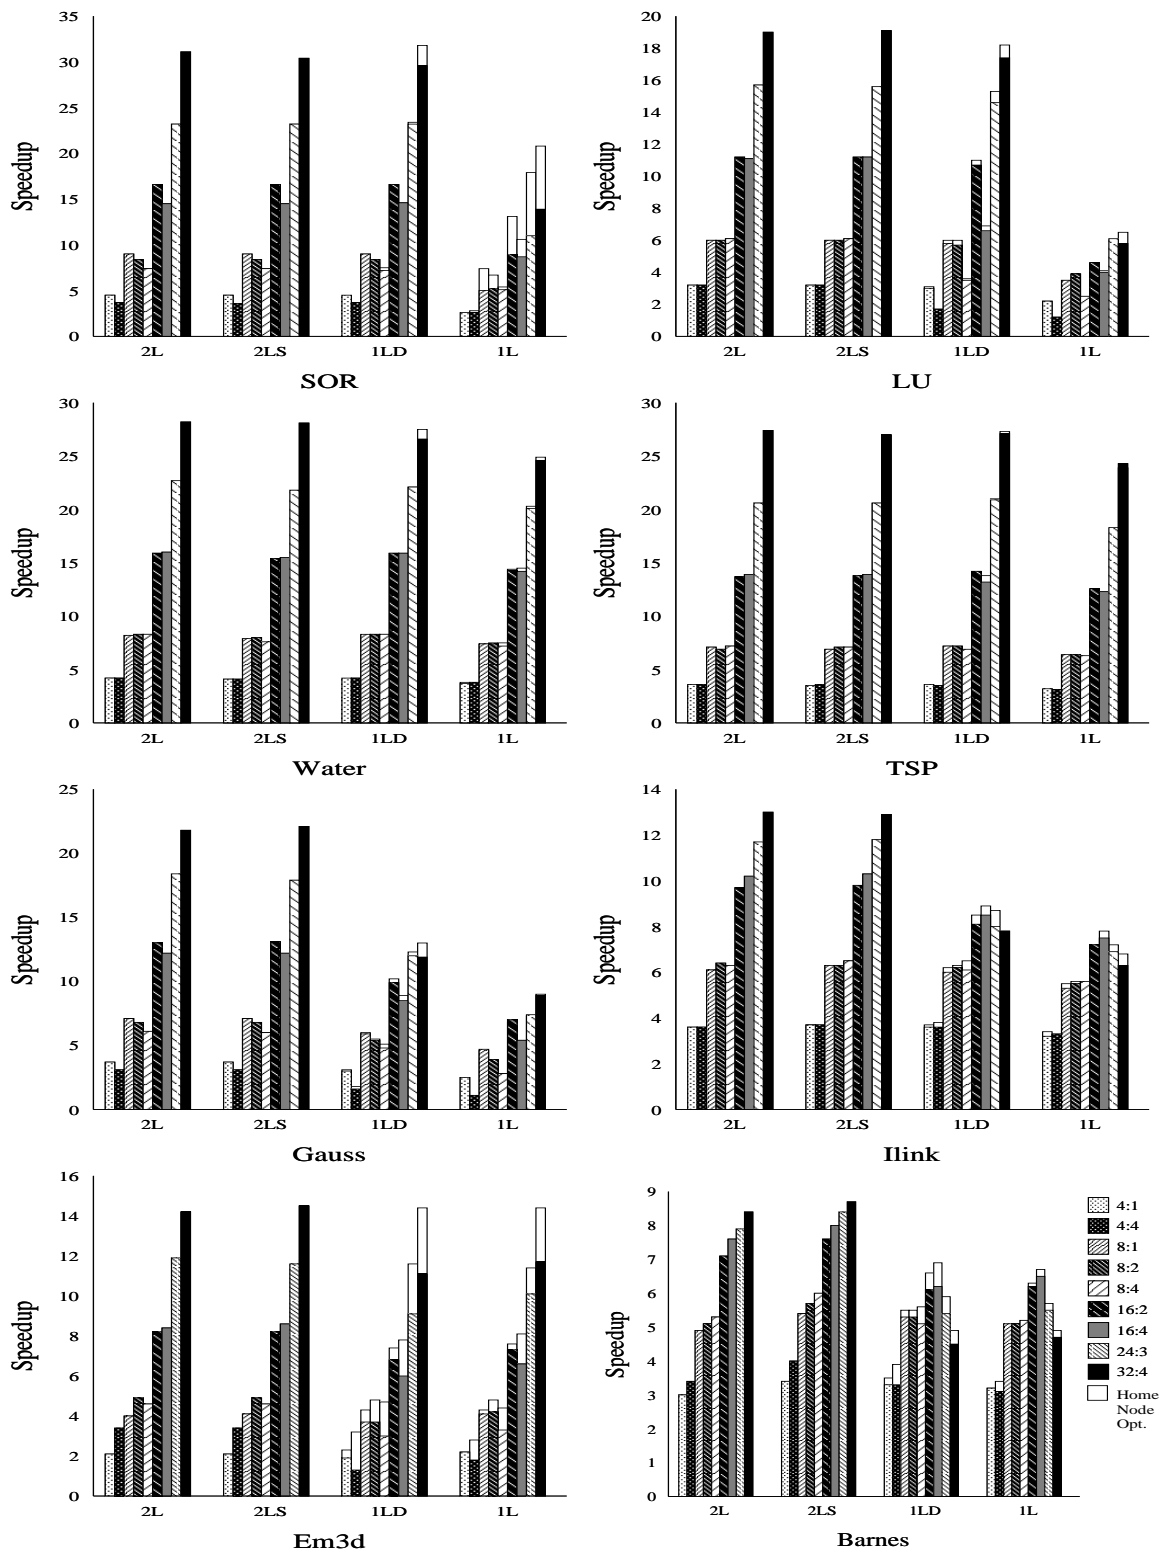 35
30
25
20
15
10
5
0
Speedup
2L 2LS 1LD 1L
SOR
20
18
16
14
12
10
8
6
4
2
0
Speedup
2L 2LS 1LD 1L
LU
30
25
20
15
10
5
0
Speedup
2L 2LS 1LD 1L
Water
30
25
20
15
10
5
0
Speedup
2L 2LS 1LD 1L
TSP
25
20
15
10
5
0
Speedup
2L 2LS 1LD 1L
Gauss
14
12
10
8
6
4
2
0
Speedup
2L 2LS 1LD 1L
Ilink
16
14
12
10
8
6
4
2
0
Speedup
2L 2LS 1LD 1L
Em3d
9
8
7
6
5
4
3
2
1
0
Speedup
2L 2LS 1LD 1L
Barnes
4:1
4:4
8:1
8:2
8:4
16:2
16:4
24:3
32:4
Home
Node
Opt.